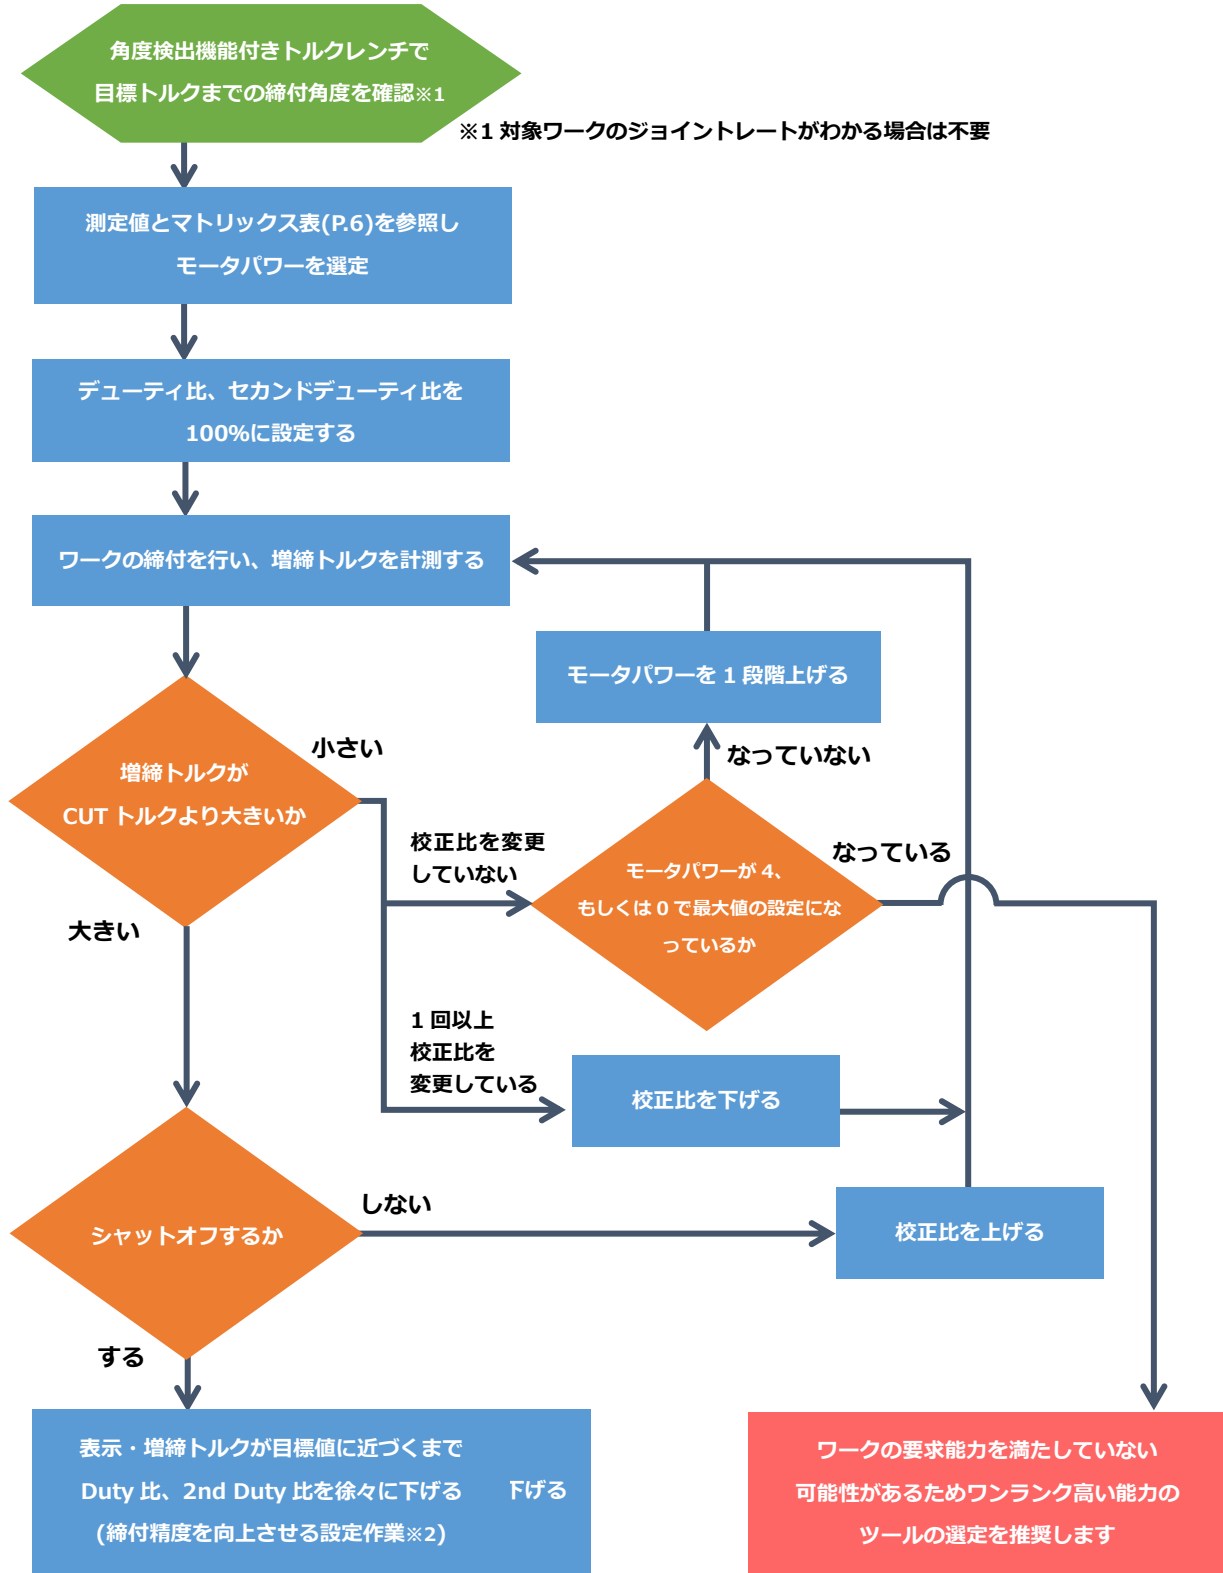 角度検出機能付きトルクレンチで
目標トルクまでの締付角度を確認※1
※1 対象ワークのジョイントレートがわかる場合は不要
測定値とマトリックス表(P.6)を参照し
モータパワーを選定
デューティ比、セカンドデューティ比を
100%に設定する
ワークの締付を行い、増締トルクを計測する
モータパワーを 1 段階上げる
小さい
なっていない
増締トルクが
CUT トルクより大きいか
校正比を変更
していない
なっている
モータパワーが 4、
もしくは 0 で最大値の設定にな
っているか
大きい
1 回以上
校正比を
変更している
校正比を下げる
しない
シャットオフするか
校正比を上げる
する
表示・増締トルクが目標値に近づくまで
Duty 比、2nd Duty 比を徐々に下げる 下げる
(締付精度を向上させる設定作業※2)
ワークの要求能力を満たしていない
可能性があるためワンランク高い能力の
ツールの選定を推奨します